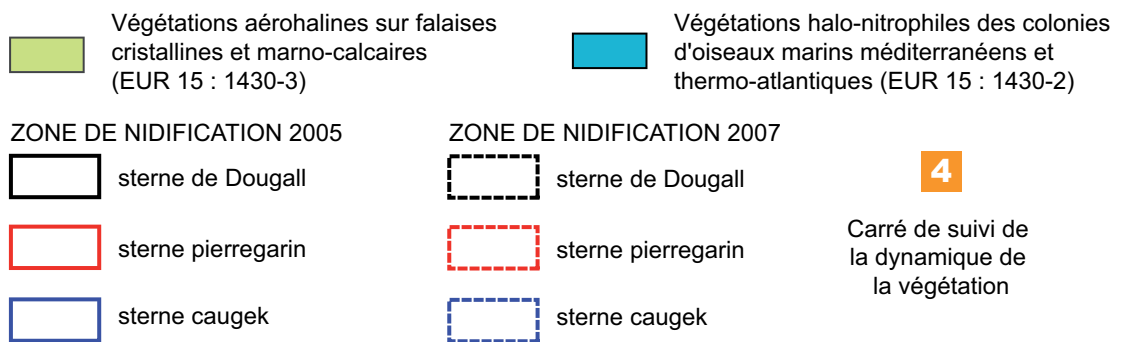 Végétations aérohalines sur falaises
cristallines et marno-calcaires
(EUR 15 : 1430-3)
Végétations halo-nitrophiles des colonies
d'oiseaux marins méditerranéens et
thermo-atlantiques (EUR 15 : 1430-2)
ZONE DE NIDIFICATION 2005
sterne de Dougall
sterne pierregarin
sterne caugek
ZONE DE NIDIFICATION 2007
sterne de Dougall
sterne pierregarin
sterne caugek
4
Carré de suivi de
la dynamique de
la végétation